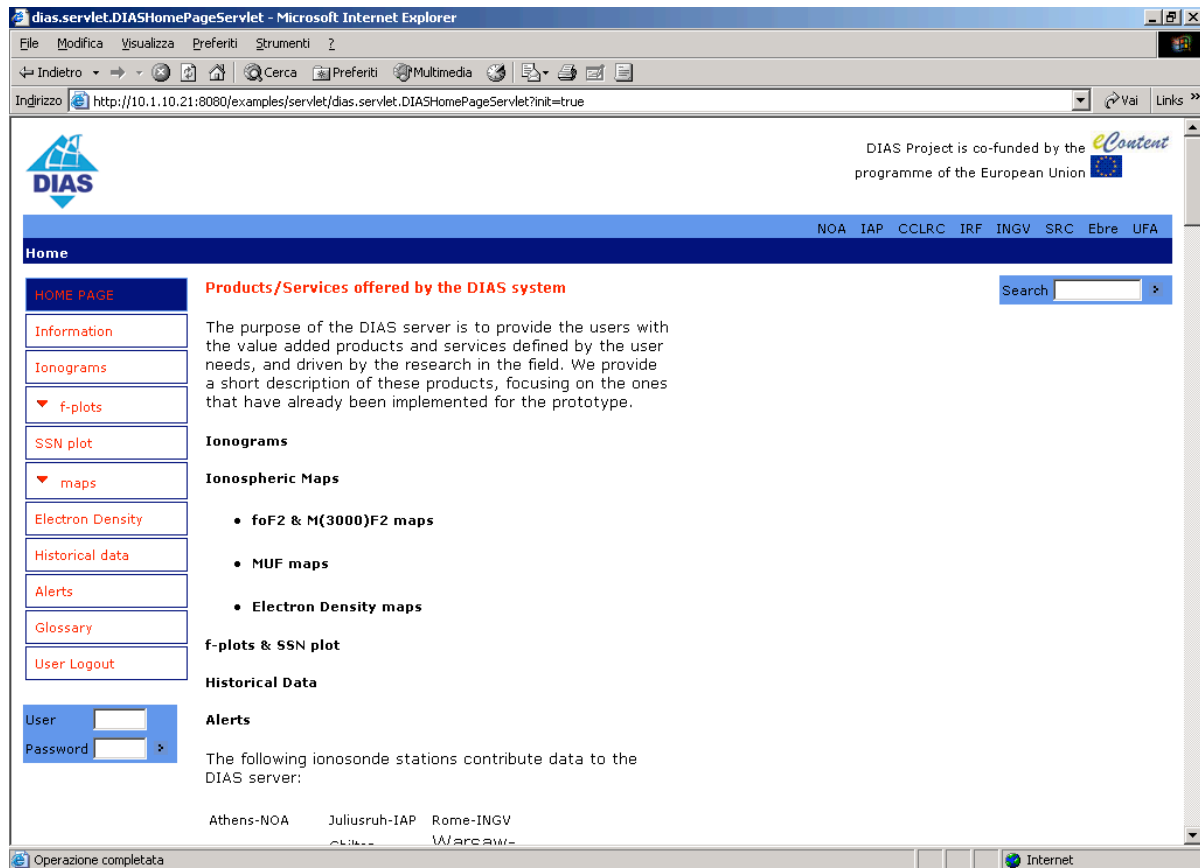 dias.servlet.DIASHomePageServlet - Microsoft Internet Explorer
File Modifica Visualizza Preferiti Strumenti ?
Indietro Cerca Preferiti Multimedia
Indirizzo http://10.1.10.21:8080/examples/servlet/dias.servlet.DIASHomePageServlet?init=true Vai Links »
DIAS
DIAS Project is co-funded by the eContent
programme of the European Union
NOA IAP CCLRC IRF INGV SRC Ebre UFA
Home
HOME PAGE
Information
Ionograms
f-plots
SSN plot
maps
Electron Density
Historical data
Alerts
Glossary
User Logout
User
Password
Products/Services offered by the DIAS system
The purpose of the DIAS server is to provide the users with
the value added products and services defined by the user
needs, and driven by the research in the field. We provide
a short description of these products, focusing on the ones
that have already been implemented for the prototype.
Ionograms
Ionospheric Maps
• foF2 & M(3000)F2 maps
• MUF maps
• Electron Density maps
f-plots & SSN plot
Historical Data
Alerts
The following ionosonde stations contribute data to the
DIAS server:
Athens-NOA Juliusruh-IAP Rome-INGV
Warsaw-
Search
Operazione completata Internet